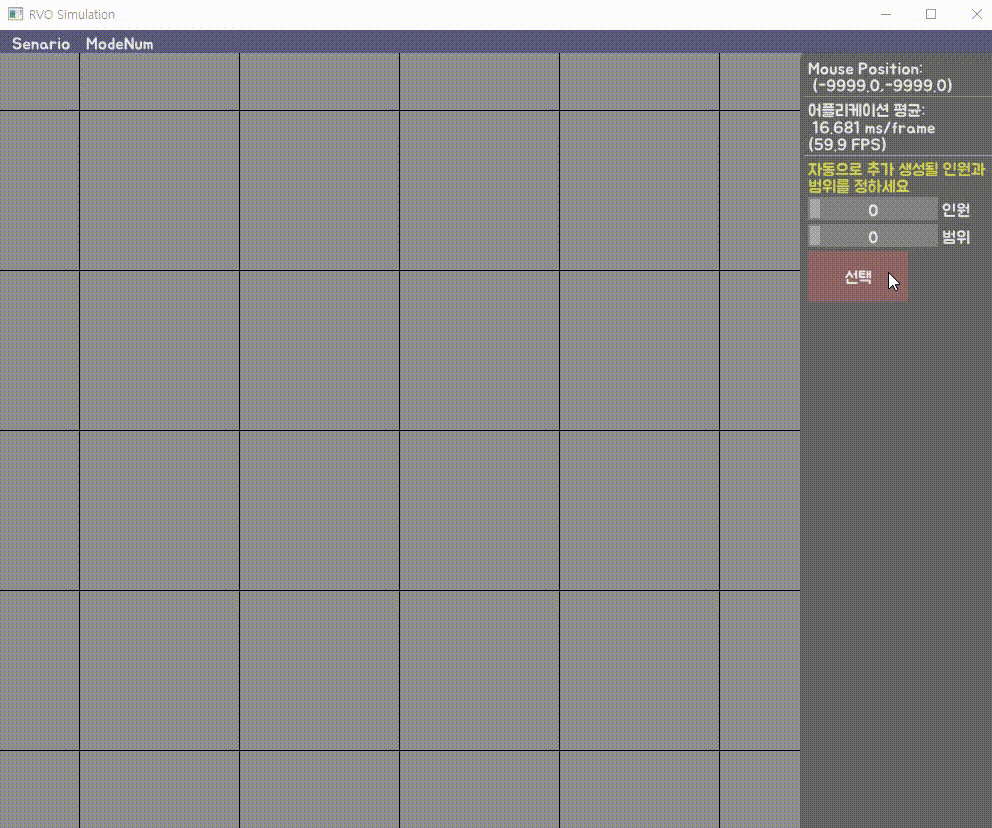 RVO Simulation
Senario ModeNum
Mouse Position:
(-9999.0,-9999.0)
어플리케이션 평균:
16.681 ms/frame
(59.9 FPS)
자동으로 추가 생성될 인원과
범위를 정하세요
0 인원
0 범위
선택